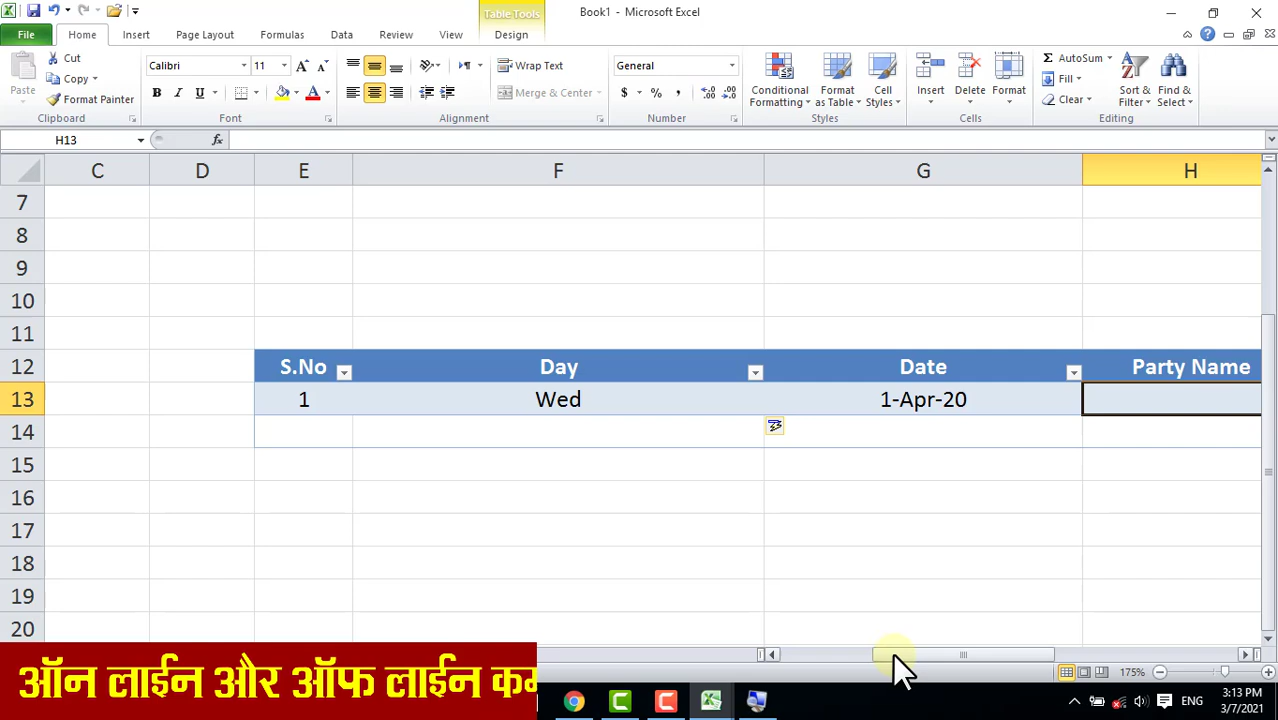 Table Tools
Book1 - Microsoft Excel
File Home Insert Page Layout Formulas Data Review View Design
Paste
Cut
Copy
Format Painter
Clipboard
Calibri 11
B I U
Font
Wrap Text
Merge & Center
Alignment
General
$ % ,
Number
Conditional Formatting
Format as Table
Cell Styles
Styles
Insert Delete Format
Cells
Σ AutoSum
Fill
Clear
Sort & Filter
Find & Select
Editing
H13 fx
C D E F G H
7
8
9
10
11
12 S.No Day Date Party Name
13 1 Wed 1-Apr-20
14
15
16
17
18
19
20
175%
ऑन लाईन और ऑफ लाईन कम
ENG
3:13 PM
3/7/2021